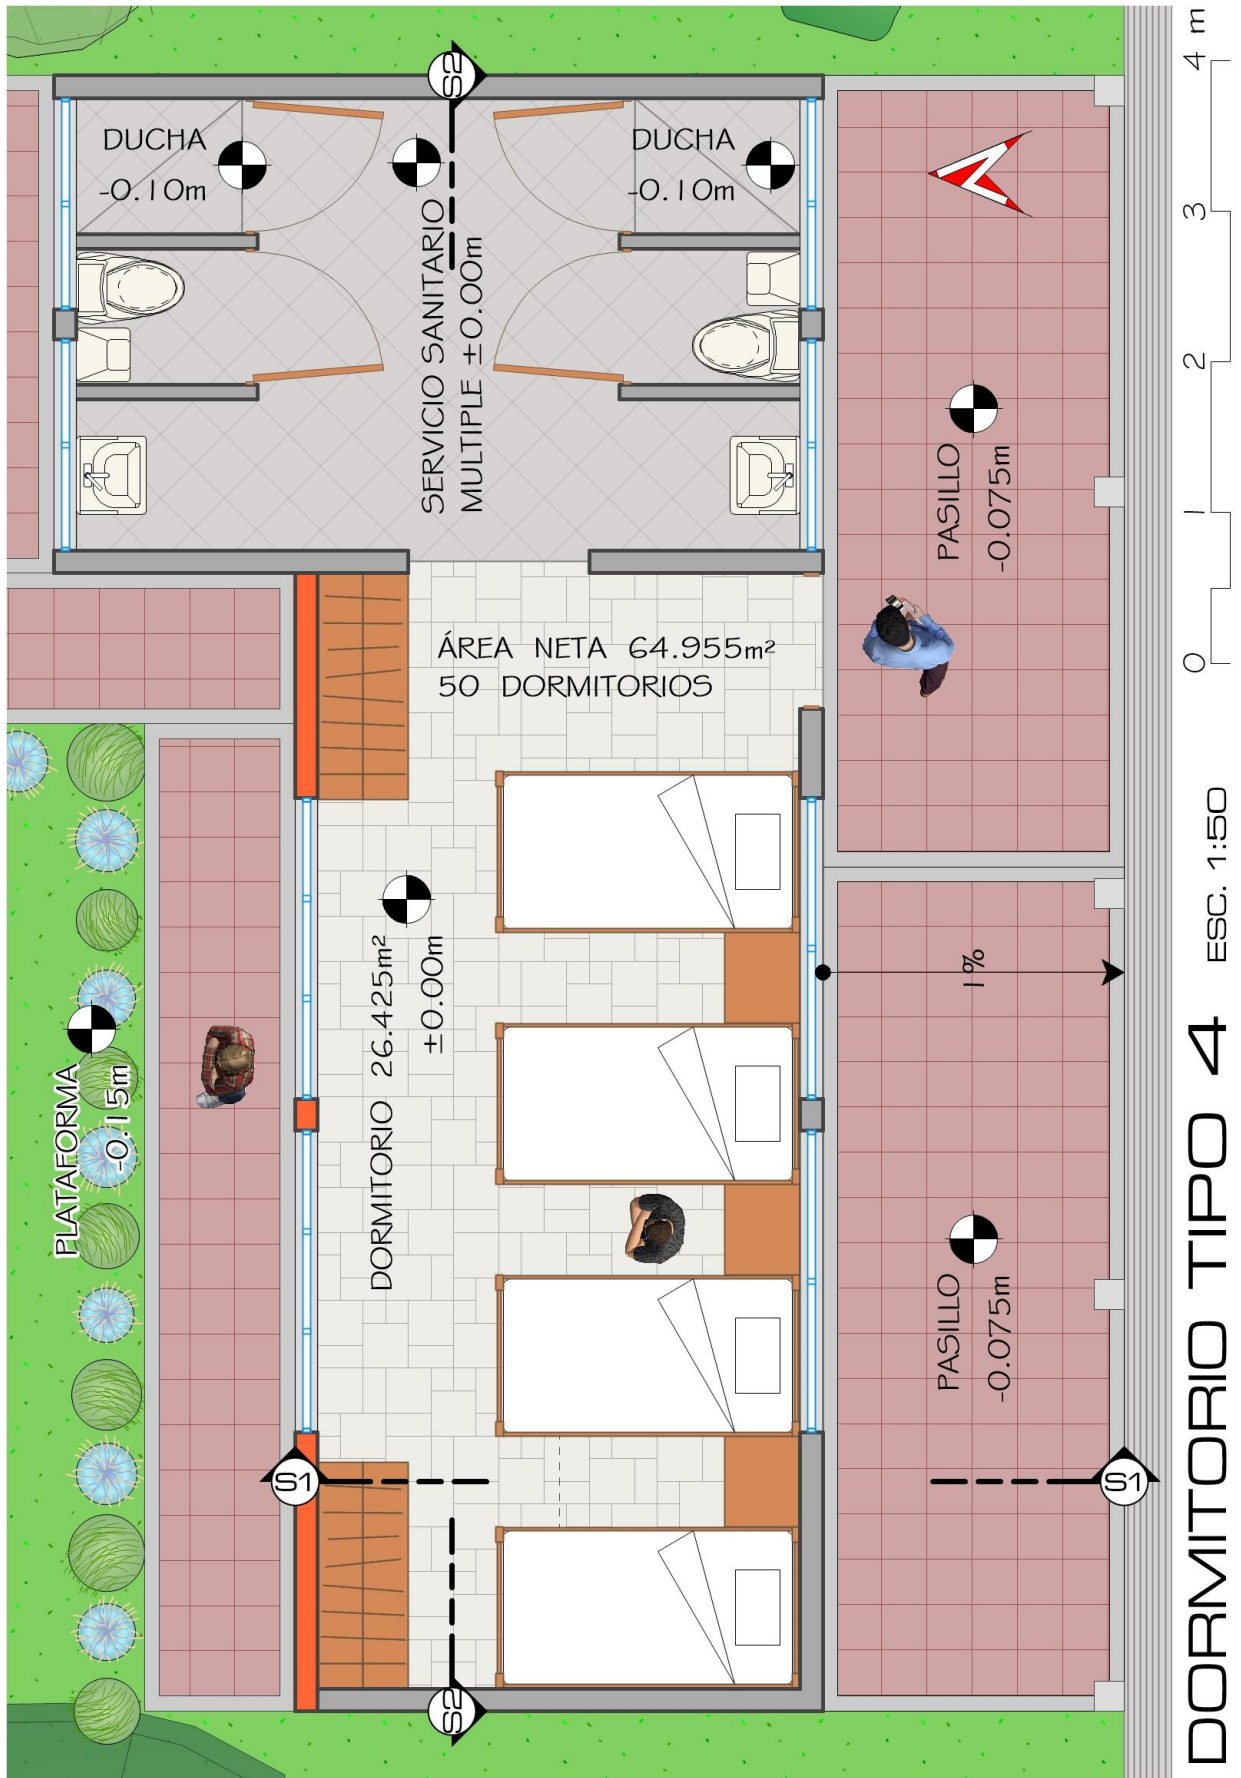 DUCHA
-0.10m
DUCHA
-0.10m
S2
SERVICIO SANITARIO
MULTIPLE ±0.00m
PASILLO
-0.075m
ÁREA NETA 64.955m²
50 DORMITORIOS
DORMITORIO 26.425m²
±0.00m
PLATAFORMA
-0.15m
1%
PASILLO
-0.075m
S1
S1
S2
DORMITORIO TIPO 4 ESC. 1:50
0 1 2 3 4 m